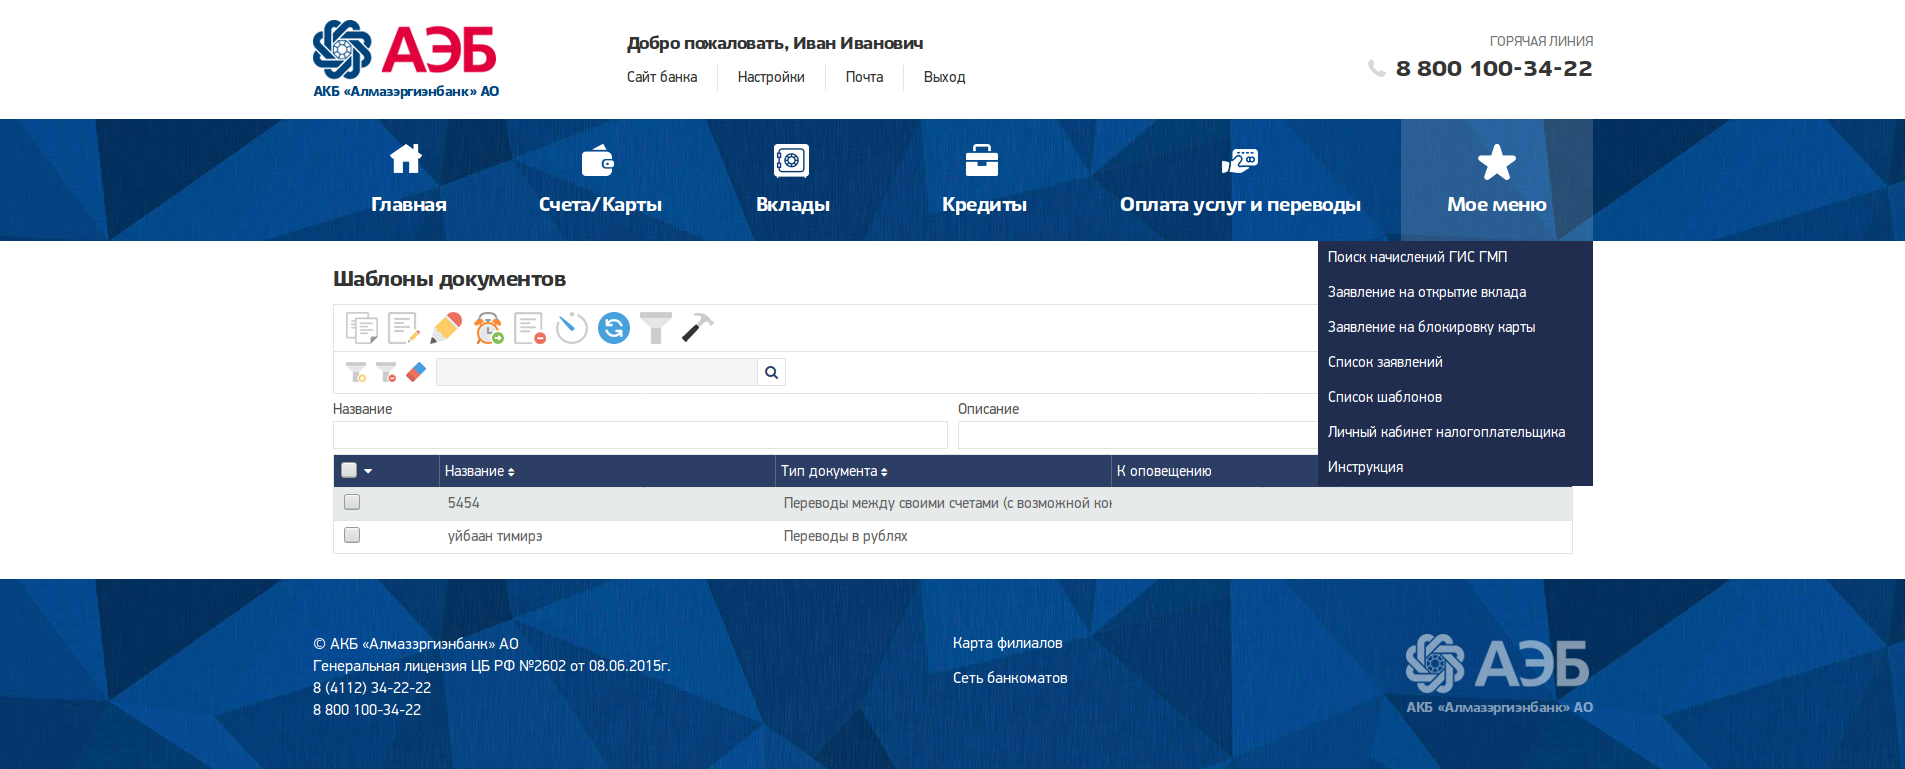 АЭБ
АКБ «Алмазэргиэнбанк» АО
Добро пожаловать, Иван Иванович
Сайт банка Настройки Почта Выход
ГОРЯЧАЯ ЛИНИЯ
8 800 100-34-22
Главная Счета/Карты Вклады Кредиты Оплата услуг и переводы Мое меню
Поиск начислений ГИС ГМП
Заявление на открытие вклада
Заявление на блокировку карты
Список заявлений
Список шаблонов
Личный кабинет налогоплательщика
Инструкция
Шаблоны документов
Название Описание
Название Тип документа К оповещению
5454 Переводы между своими счетами (с возможной кон
уйбаан тимирэ Переводы в рублях
© АКБ «Алмазэргиэнбанк» АО
Генеральная лицензия ЦБ РФ №2602 от 08.06.2015г.
8 (4112) 34-22-22
8 800 100-34-22
Карта филиалов
Сеть банкоматов
АЭБ
АКБ «Алмазэргиэнбанк» АО